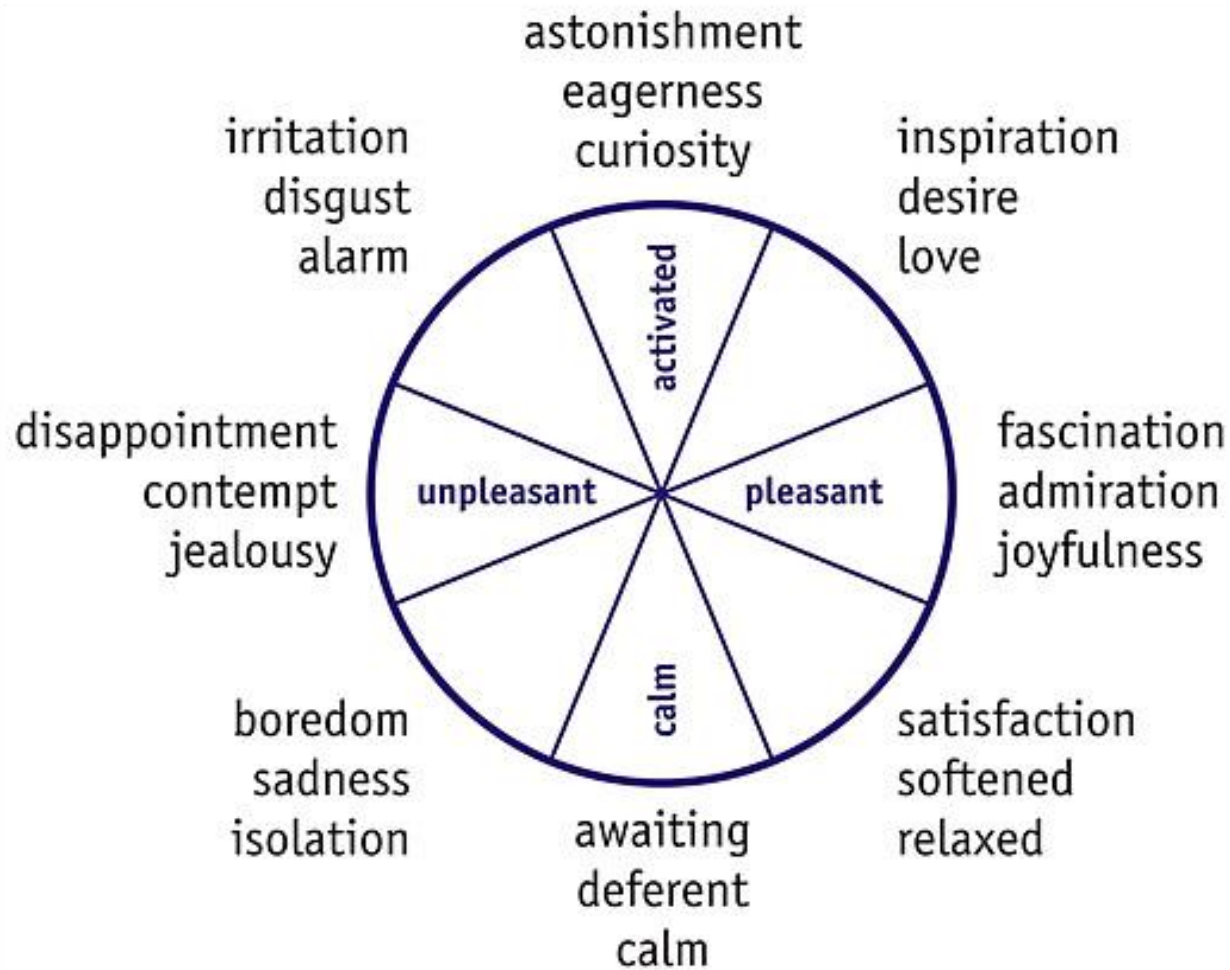 astonishment
eagerness
curiosity
irritation
disgust
alarm
inspiration
desire
love
activated
disappointment
contempt
jealousy
unpleasant
pleasant
fascination
admiration
joyfulness
calm
boredom
sadness
isolation
awaiting
deferent
calm
satisfaction
softened
relaxed